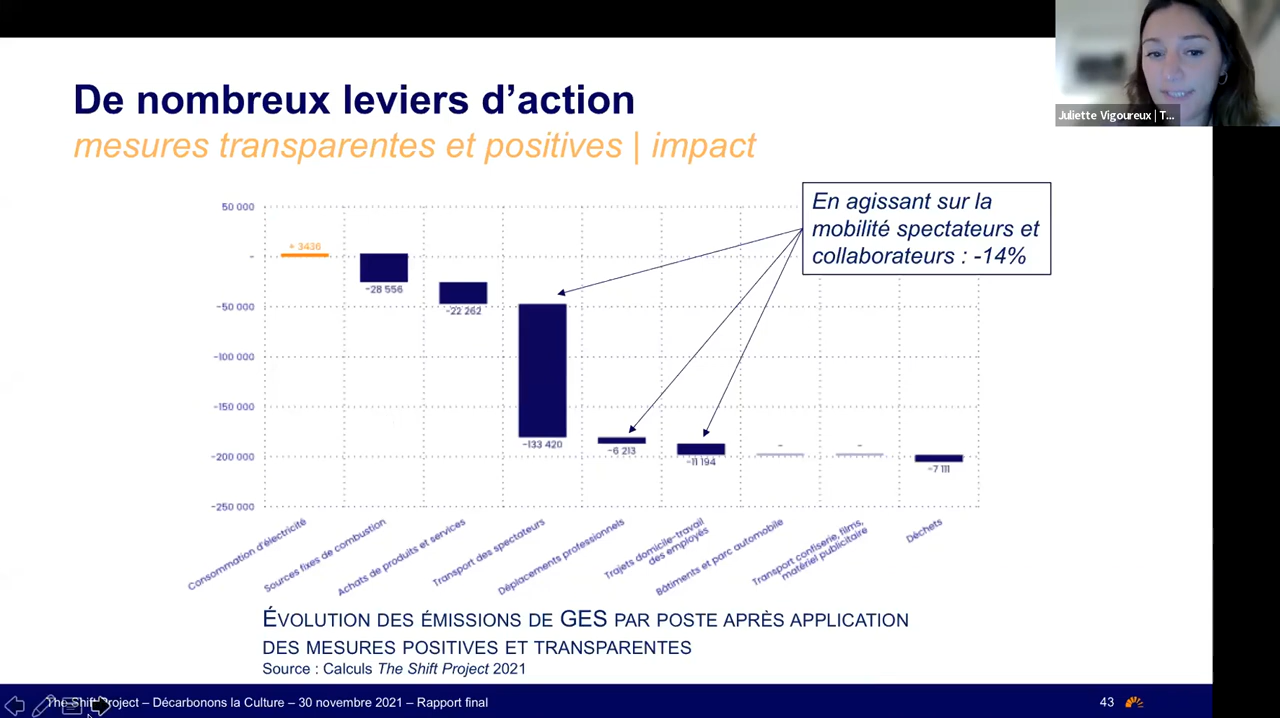 De nombreux leviers d'action
mesures transparentes et positives | impact
Juliette Vigoureux | T...
En agissant sur la
mobilité spectateurs et
collaborateurs : -14%
50 000
-
-50 000
-100 000
-150 000
-200 000
-250 000
+ 3436
-28 556
-22 262
-133 420
-6 213
-11 194
-
-
-7 111
Consommation d'électricité
Sources fixes de combustion
Achats de produits et services
Transport des spectateurs
Déplacements professionnels
Trajets domicile-travail
des employés
Bâtiments et parc automobile
Transport confiserie, films,
matériel publicitaire
Déchets
ÉVOLUTION DES ÉMISSIONS DE GES PAR POSTE APRÈS APPLICATION
DES MESURES POSITIVES ET TRANSPARENTES
Source : Calculs The Shift Project 2021
The Shift Project – Décarbonons la Culture – 30 novembre 2021 – Rapport final
43